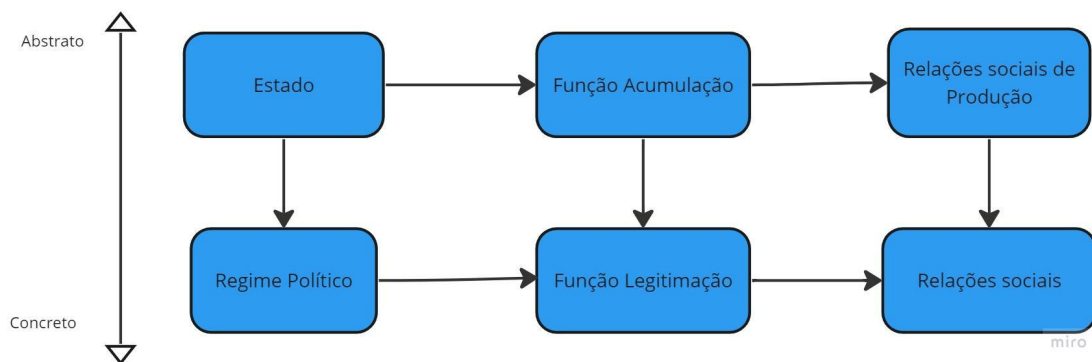 Abstrato
Estado
Função Acumulação
Relações sociais de
Produção
Regime Político
Função Legitimação
Relações sociais
Concreto
miro